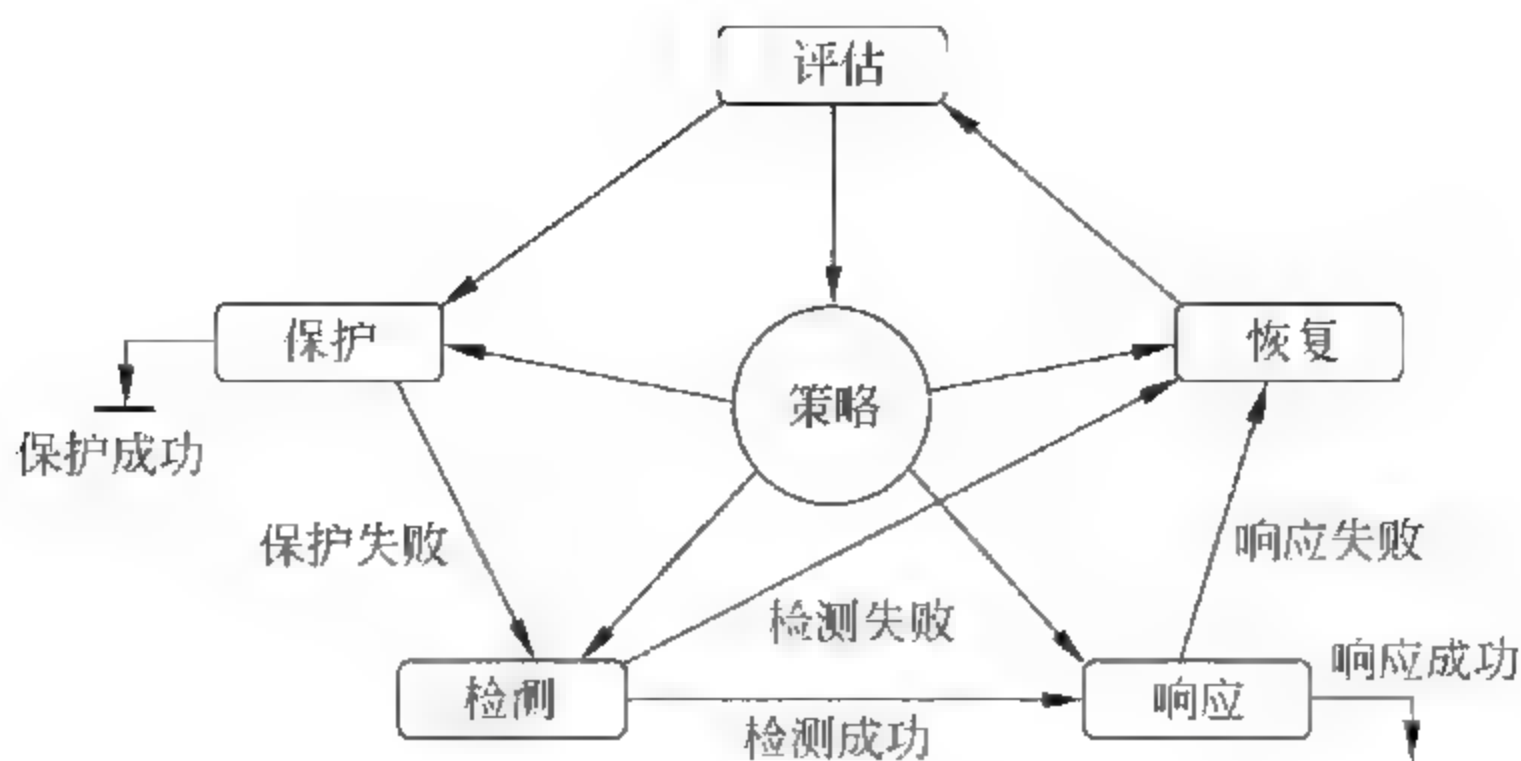 评估
保护
恢复
策略
保护成功
保护失败
响应失败
检测失败
响应成功
检测
响应
检测成功